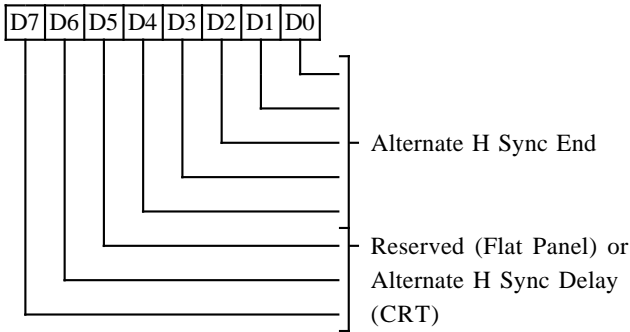 D7 D6 D5 D4 D3 D2 D1 D0
Alternate H Sync End
Reserved (Flat Panel) or
Alternate H Sync Delay
(CRT)